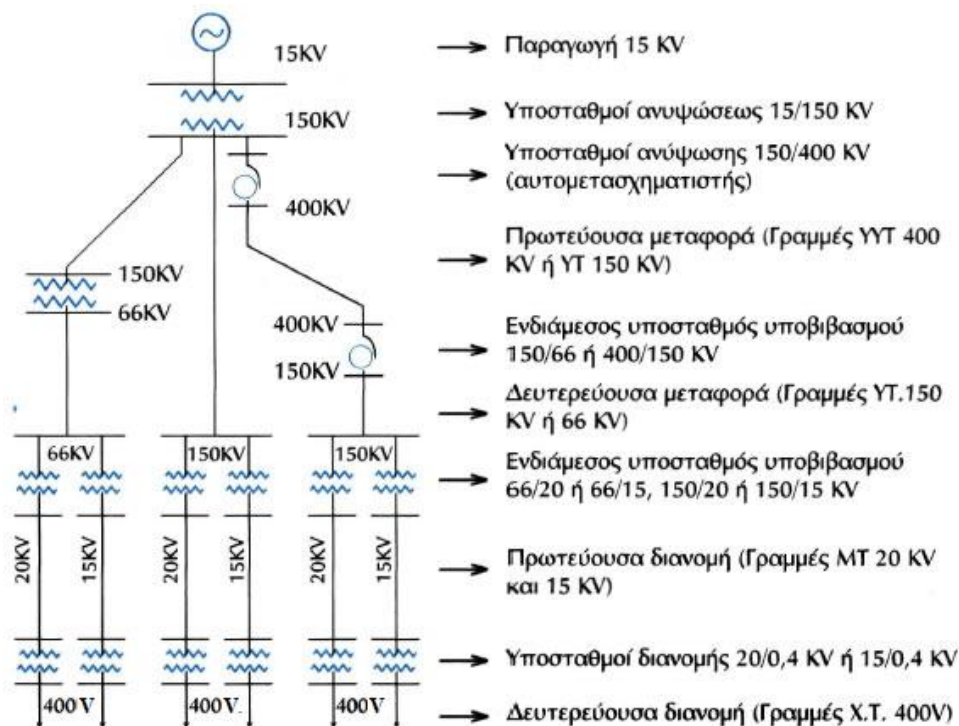 15KV
Παραγωγή 15 KV
150KV
Υποσταθμοί ανυψώσεως 15/150 KV
Υποσταθμοί ανύψωσης 150/400 KV
(αυτομετασχηματιστής)
400KV
Πρωτεύουσα μεταφορά (Γραμμές ΥΥΤ 400
KV ή ΥΤ 150 KV)
150KV
66KV
400KV
150KV
Ενδιάμεσος υποσταθμός υποβιβασμού
150/66 ή 400/150 KV
Δευτερεύουσα μεταφορά (Γραμμές ΥΤ.150
KV ή 66 KV)
66KV
150KV
150KV
Ενδιάμεσος υποσταθμός υποβιβασμού
66/20 ή 66/15, 150/20 ή 150/15 KV
20KV
15KV
20KV
15KV
20KV
15KV
Πρωτεύουσα διανομή (Γραμμές ΜΤ 20 KV
και 15 KV)
Υποσταθμοί διανομής 20/0,4 KV ή 15/0,4 KV
400V
400V.
400V
Δευτερεύουσα διανομή (Γραμμές Χ.Τ. 400V)